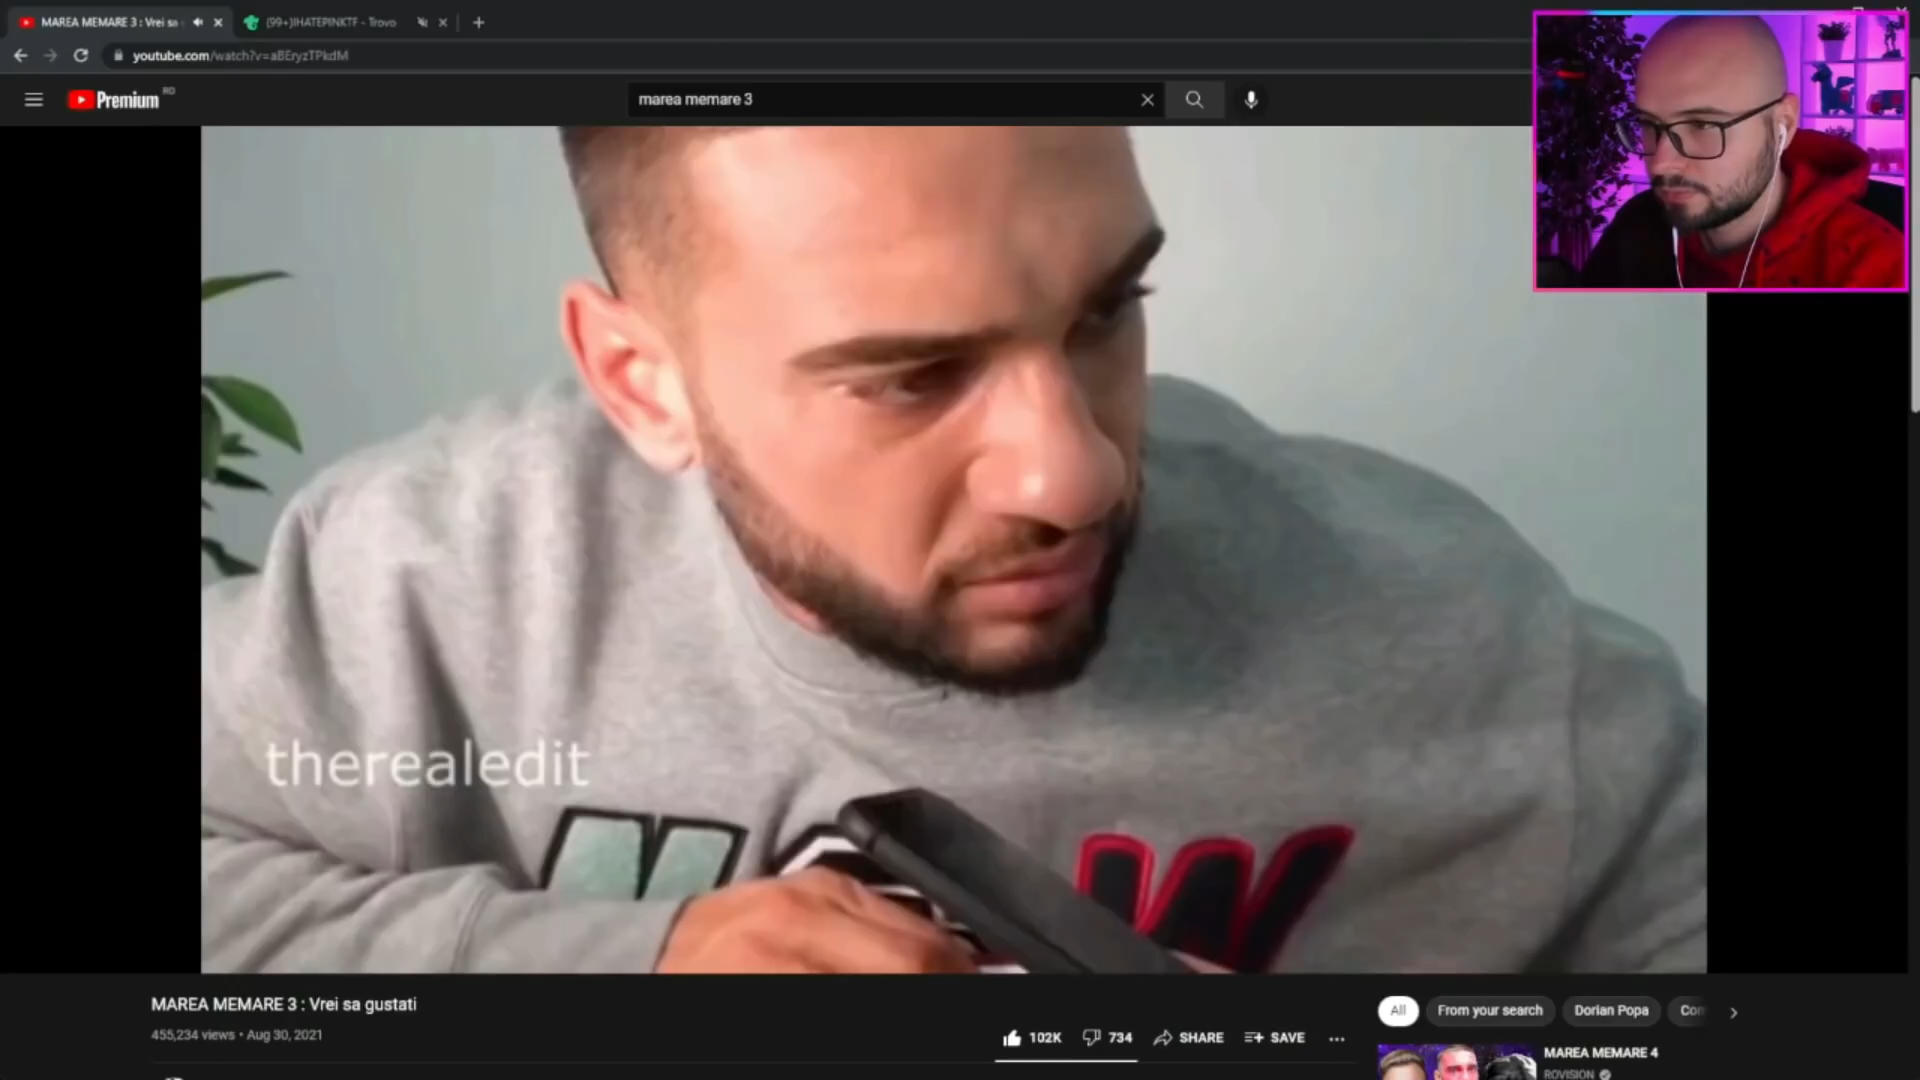 MAREA MEMARE 3 : Vrei sa
(99+)IHATEPINKTF - Trovo
youtube.com/watch?v=aBEryzTPkdM
Premium RO
marea memare 3
therealedit
MAREA MEMARE 3 : Vrei sa gustati
455,234 views • Aug 30, 2021
102K
734
SHARE
SAVE
All
From your search
Dorian Popa
Con
MAREA MEMARE 4
ROVISION